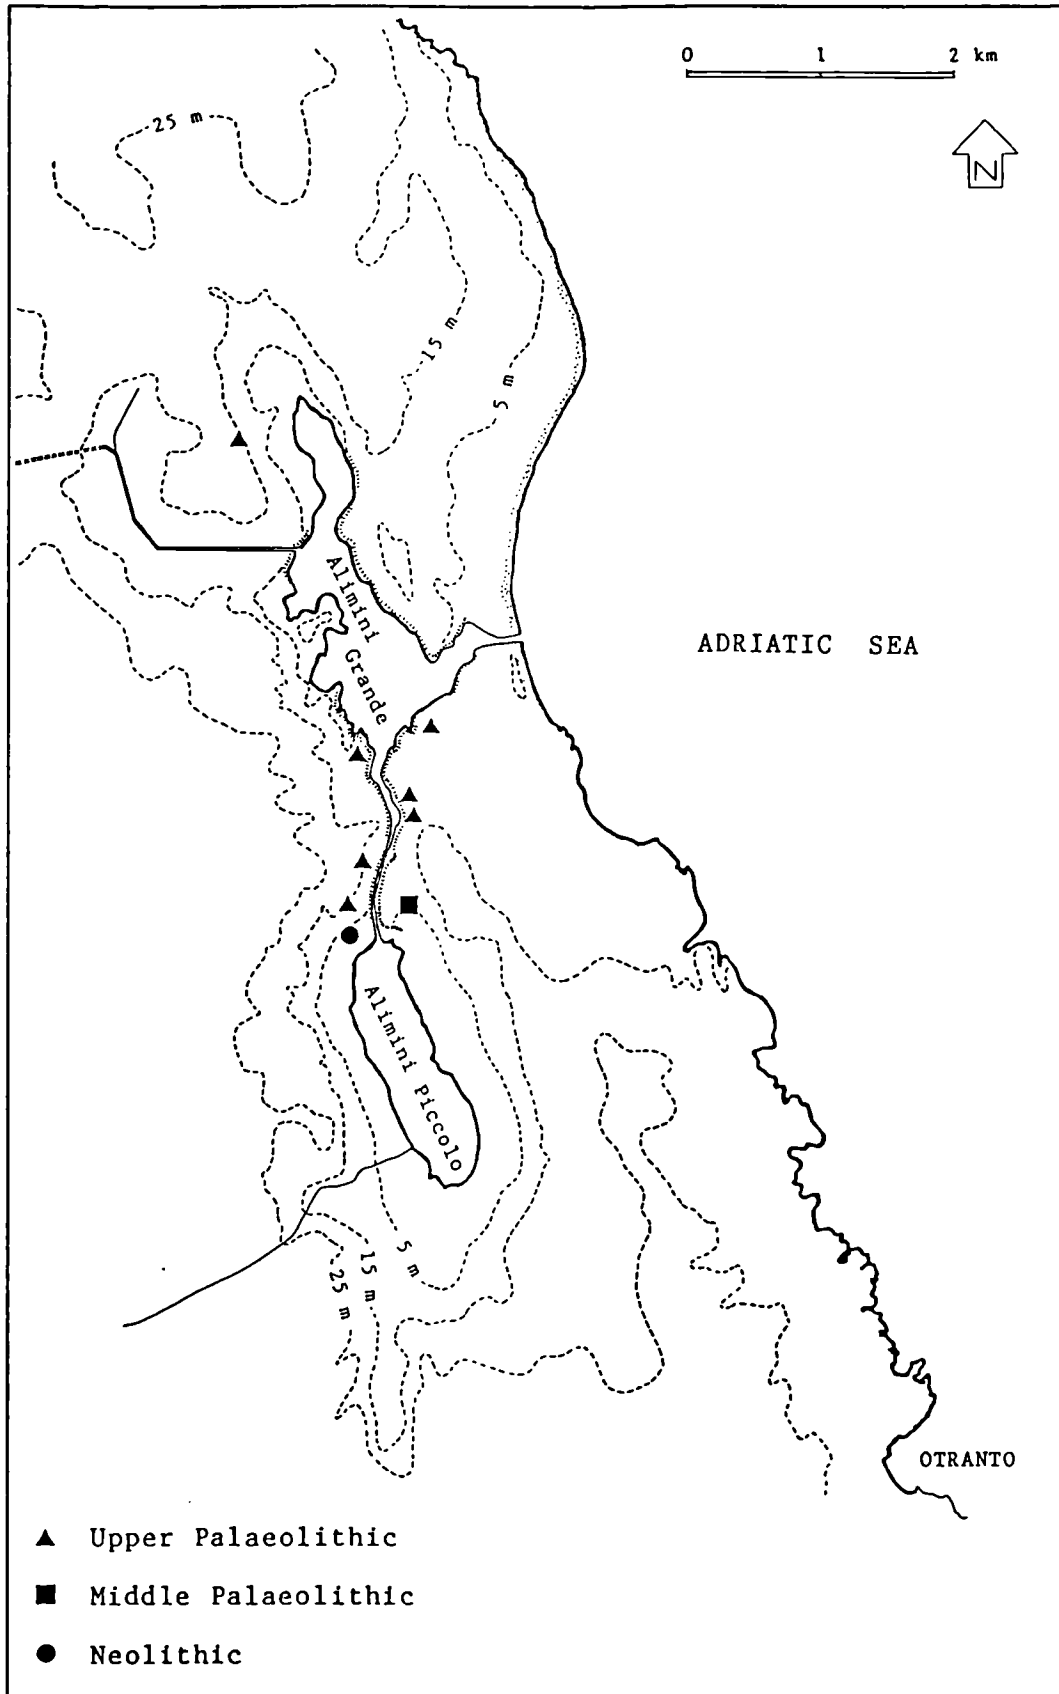 0 1 2 km
N
25 m
15 m
5 m
Alimini Grande
ADRIATIC SEA
Alimini Piccolo
5 m
15 m
25 m
OTRANTO
Upper Palaeolithic
Middle Palaeolithic
Neolithic